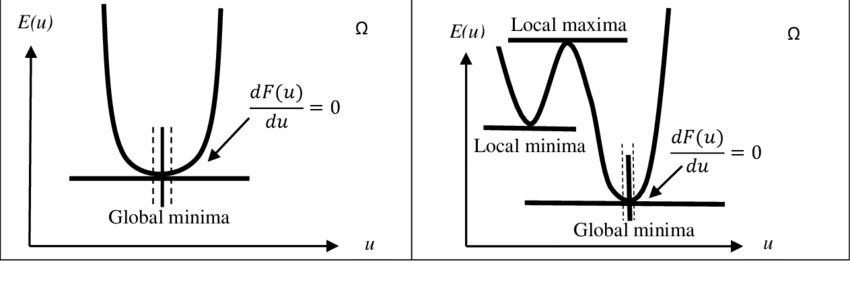 E(u)
Ω
dF(u)
du
= 0
Global minima
u
E(u)
Local maxima
Ω
Local minima
dF(u)
du
= 0
Global minima
u